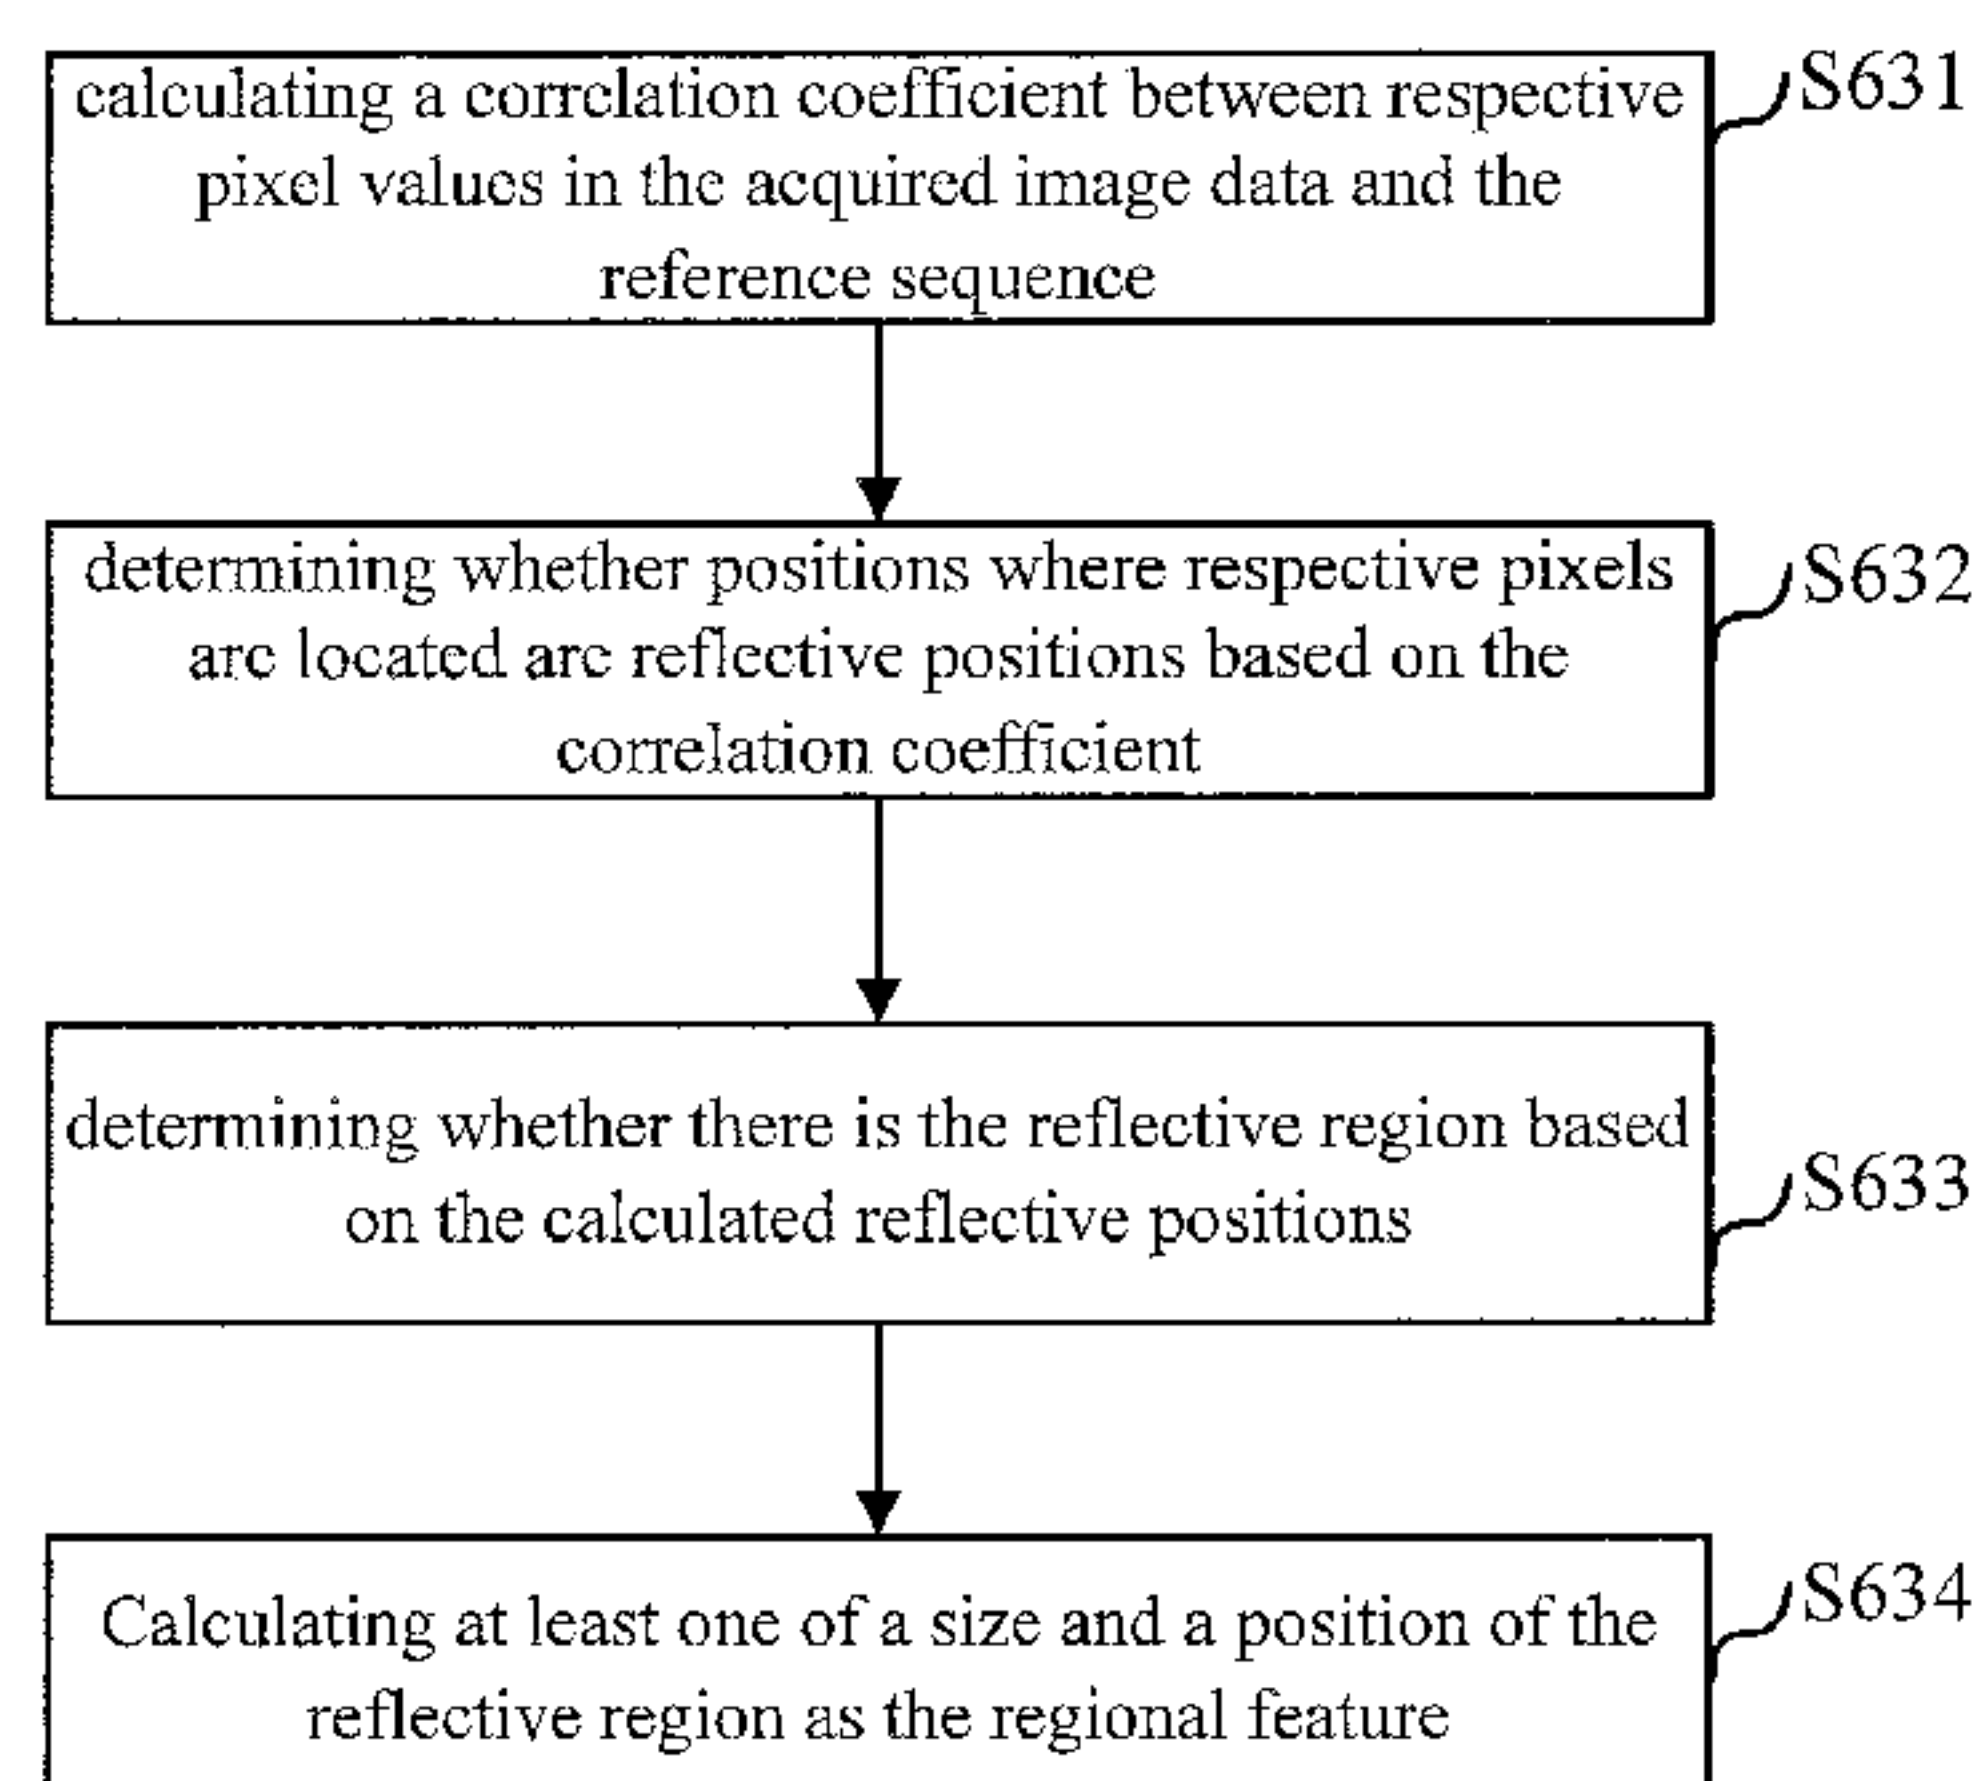 calculating a correlation coefficient between respective
pixel values in the acquired image data and the
reference sequence
S631
determining whether positions where respective pixels
are located are reflective positions based on the
correlation coefficient
S632
determining whether there is the reflective region based
on the calculated reflective positions
S633
Calculating at least one of a size and a position of the
reflective region as the regional feature
S634